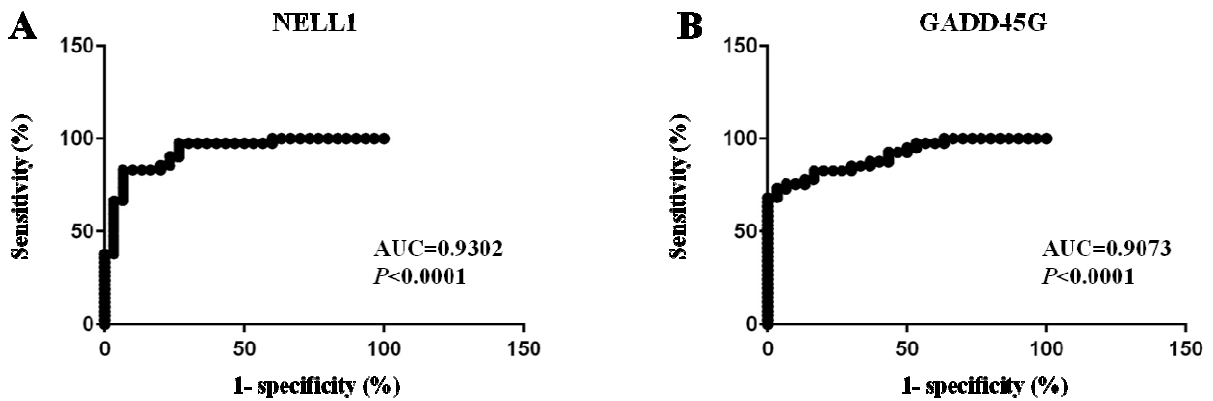 A
NELL1
150
100
50
0
Sensitivity (%)
AUC=0.9302
P<0.0001
0
50
100
150
1- specificity (%)
B
GADD45G
150
100
50
0
Sensitivity (%)
AUC=0.9073
P<0.0001
0
50
100
150
1- specificity (%)